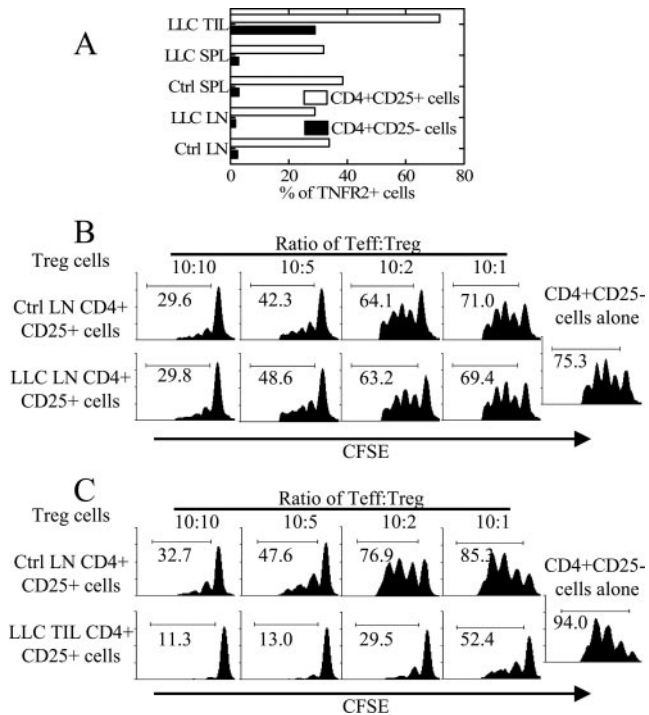 A
LLC TIL
LLC SPL
Ctrl SPL
LLC LN
Ctrl LN
CD4+CD25+ cells
CD4+CD25- cells
0 20 40 60 80
% of TNFR2+ cells
B
Ratio of Teff:Treg
Treg cells
10:10 10:5 10:2 10:1
Ctrl LN CD4+
CD25+ cells
29.6 42.3 64.1 71.0
CD4+CD25-
cells alone
LLC LN CD4+
CD25+ cells
29.8 48.6 63.2 69.4
75.3
CFSE
C
Ratio of Teff:Treg
Treg cells
10:10 10:5 10:2 10:1
Ctrl LN CD4+
CD25+ cells
32.7 47.6 76.9 85.3
CD4+CD25-
cells alone
LLC TIL CD4+
CD25+ cells
11.3 13.0 29.5 52.4
94.0
CFSE